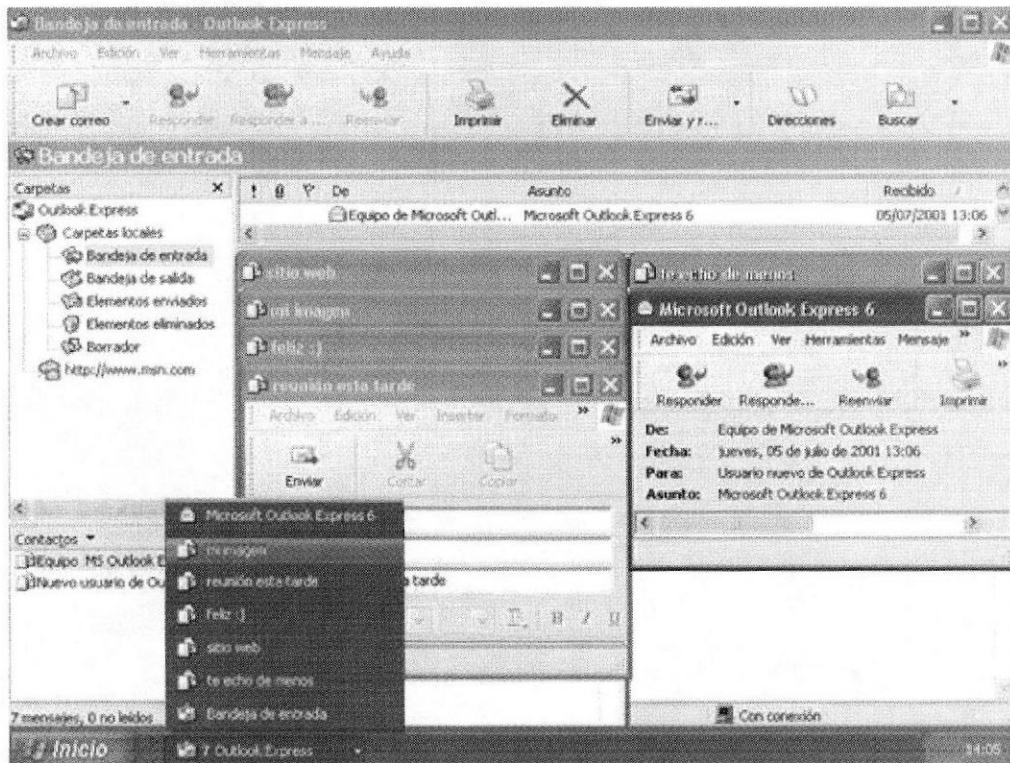 Bandeja de entrada - Outlook Express
Archivo Edición Ver Herramientas Mensaje Ayuda
Crear correo Responder Responder a ... Reenviar Imprimir Eliminar Enviar y r... Direcciones Buscar
Bandeja de entrada
Carpetas
! De Asunto Recibido
Outlook Express
Equipo de Microsoft Outl... Microsoft Outlook Express 6 05/07/2001 13:06
Carpetas locales
Bandeja de entrada
Bandeja de salida
Elementos enviados
Elementos eliminados
Borrador
http://www.msn.com
sitio web
mi imagen
feliz :)
reunión esta tarde
Archivo Edición Ver Insertar Formato »
»
Enviar Cortar Copiar
a tarde
B I U
te echo de menos
Microsoft Outlook Express 6
Archivo Edición Ver Herramientas Mensaje »
»
Responder Responde... Reenviar Imprimir
De: Equipo de Microsoft Outlook Express
Fecha: jueves, 05 de julio de 2001 13:06
Para: Usuario nuevo de Outlook Express
Asunto: Microsoft Outlook Express 6
Contactos
Equipo MS Outlook E
Nuevo usuario de Ou
Microsoft Outlook Express 6
mi imagen
reunión esta tarde
feliz :)
sitio web
te echo de menos
Bandeja de entrada
7 mensajes, 0 no leídos
Con conexión
Inicio
7 Outlook Express
14:05